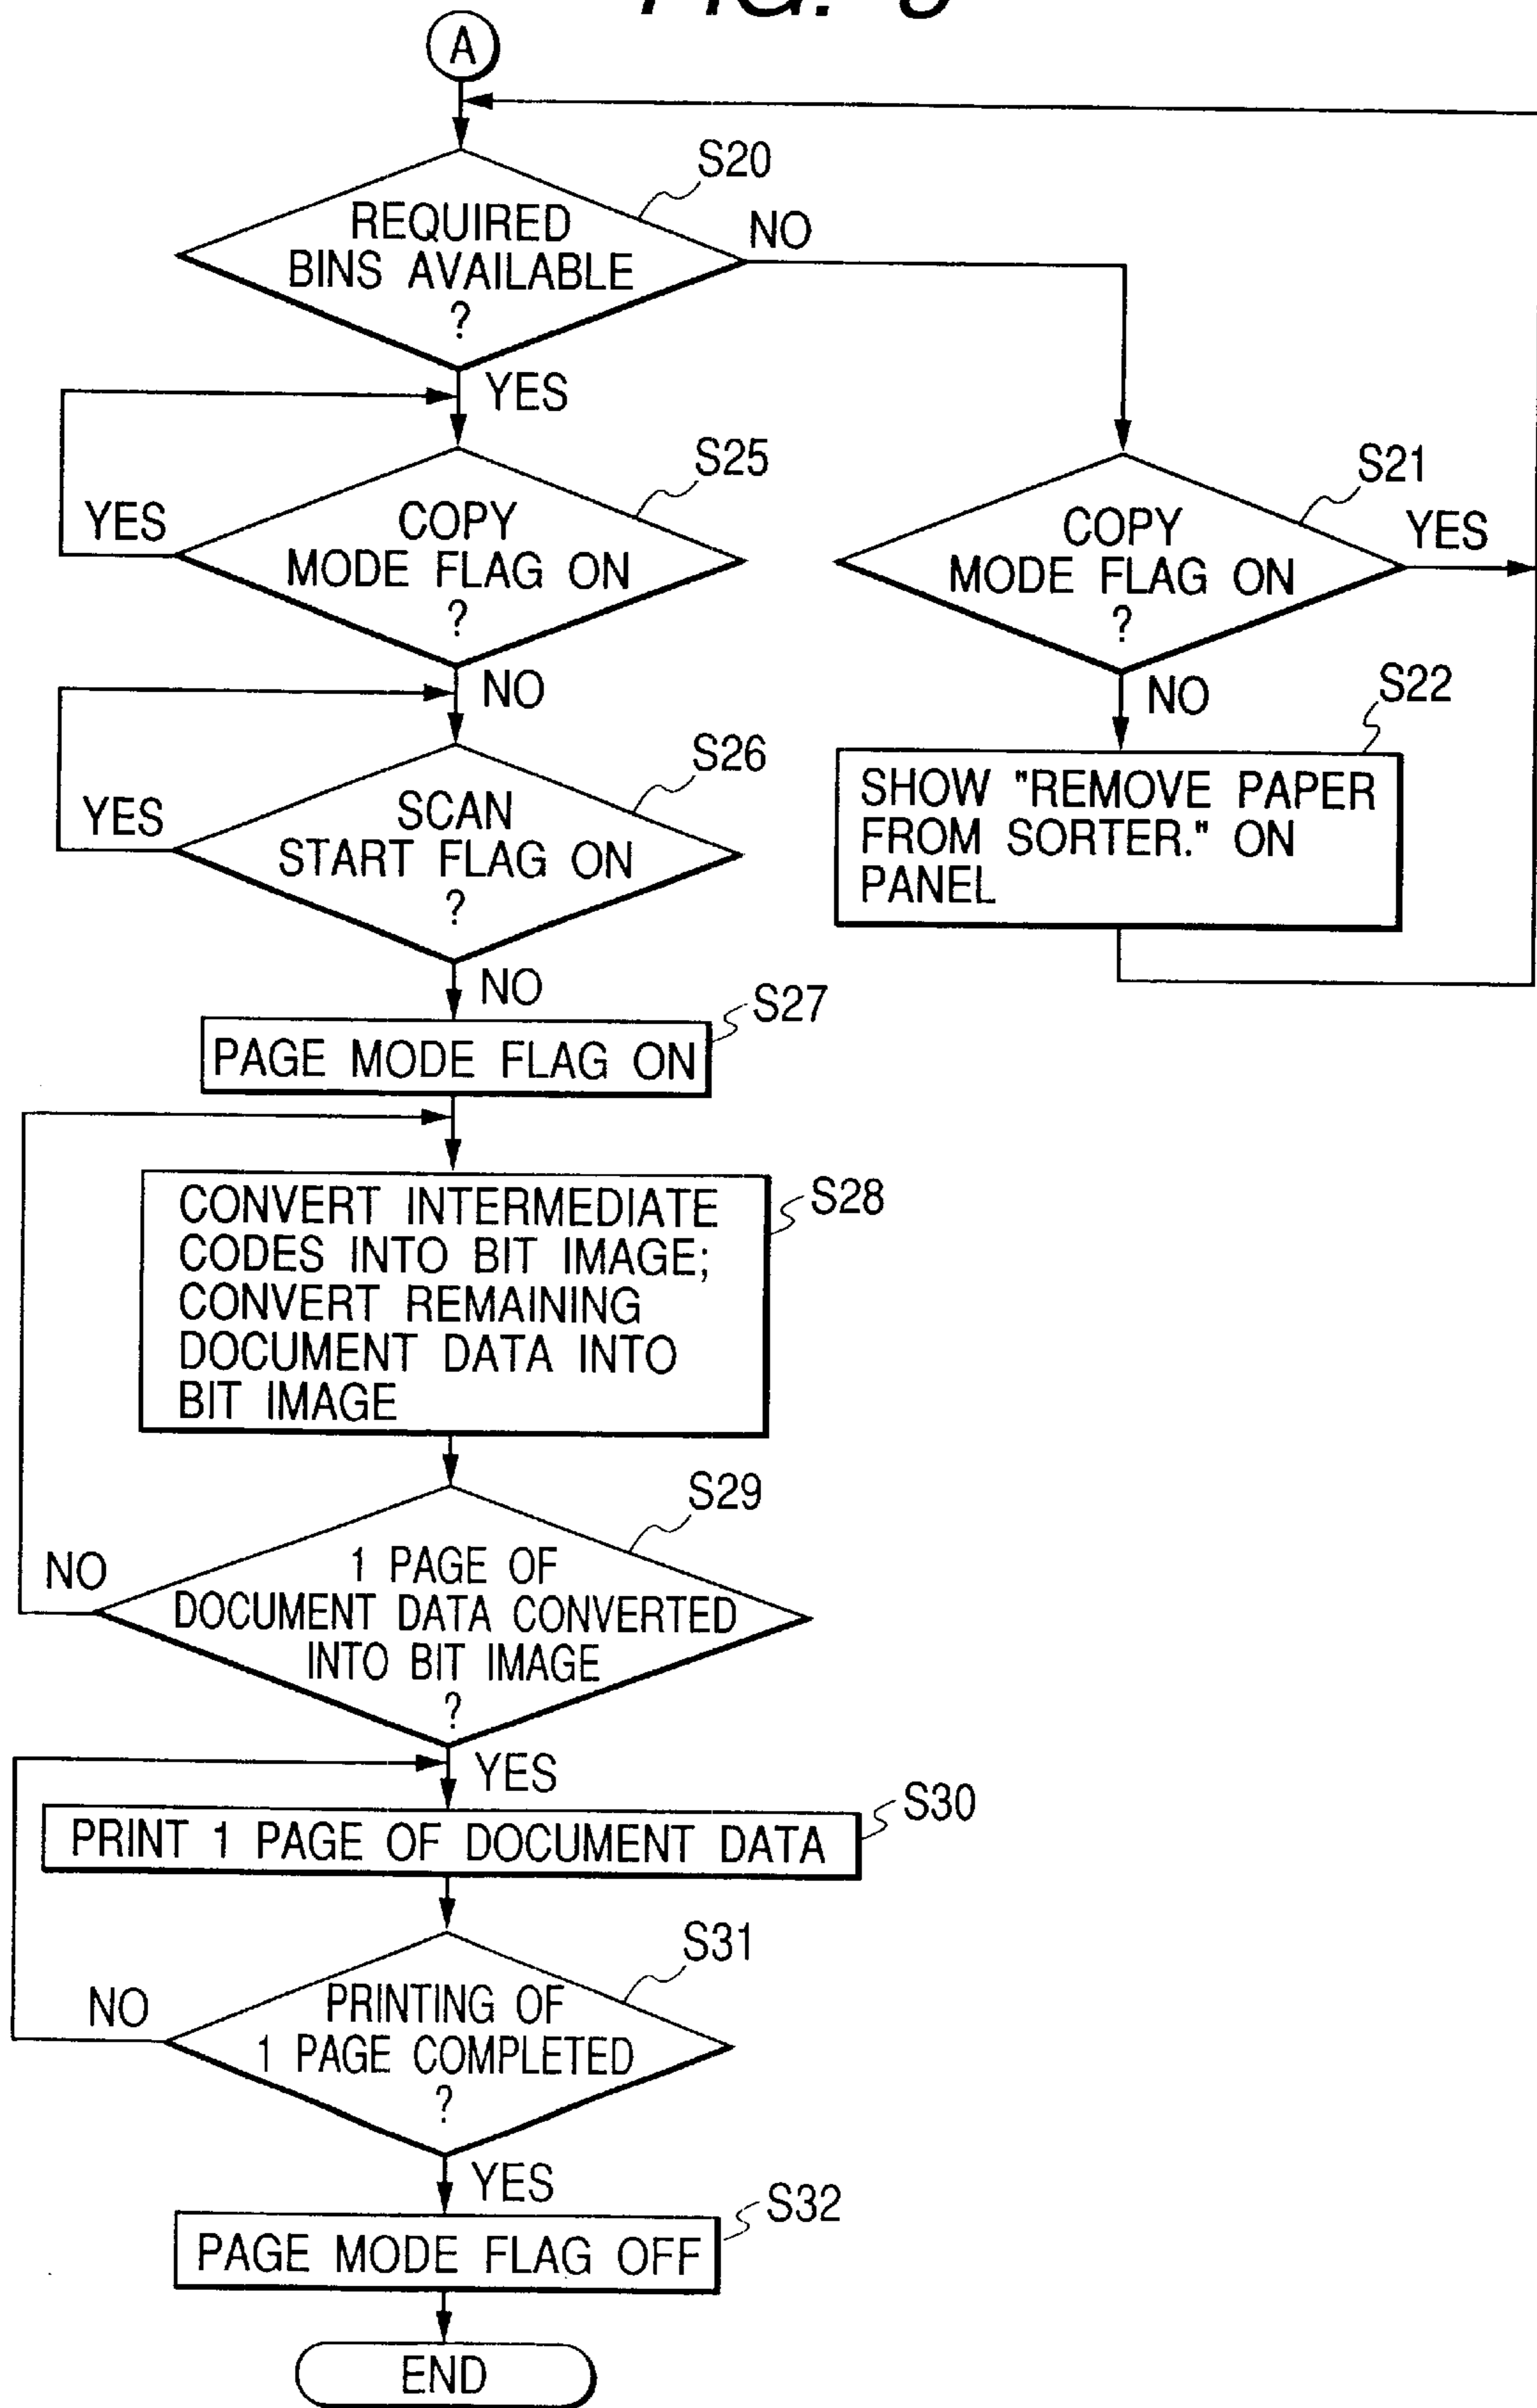 A
S20
REQUIRED
BINS AVAILABLE
?
NO
YES
S25
COPY
MODE FLAG ON
?
YES
NO
S21
COPY
MODE FLAG ON
?
YES
NO
S22
SHOW "REMOVE PAPER
FROM SORTER." ON
PANEL
S26
SCAN
START FLAG ON
?
YES
NO
S27
PAGE MODE FLAG ON
S28
CONVERT INTERMEDIATE
CODES INTO BIT IMAGE;
CONVERT REMAINING
DOCUMENT DATA INTO
BIT IMAGE
S29
1 PAGE OF
DOCUMENT DATA CONVERTED
INTO BIT IMAGE
?
NO
YES
S30
PRINT 1 PAGE OF DOCUMENT DATA
S31
PRINTING OF
1 PAGE COMPLETED
?
NO
YES
S32
PAGE MODE FLAG OFF
END